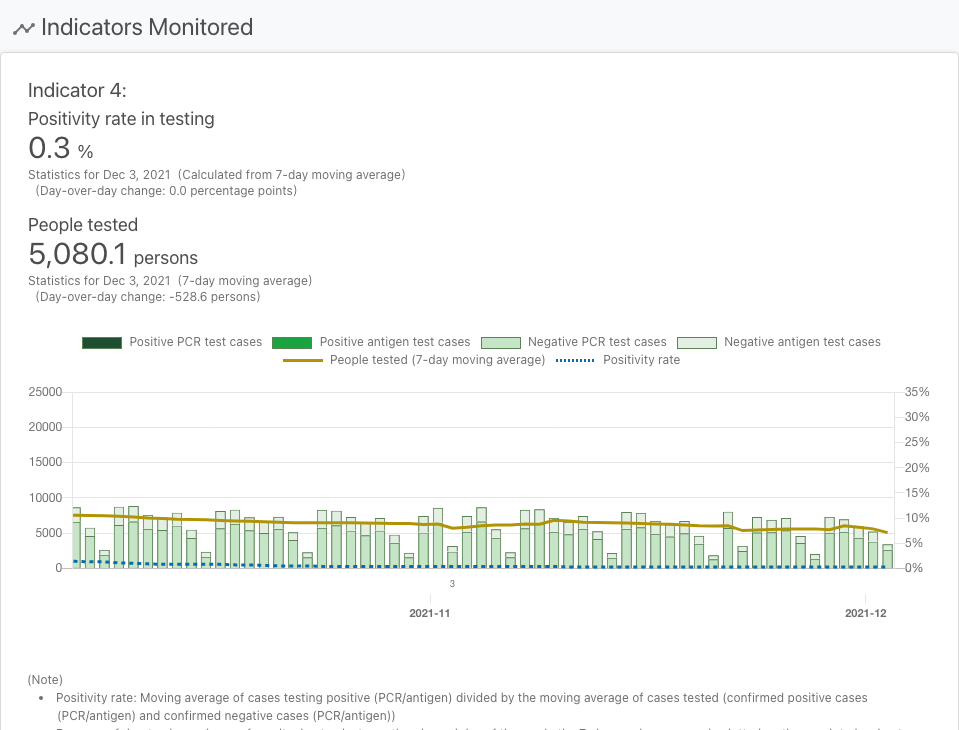 Indicators Monitored
Indicator 4:
Positivity rate in testing
0.3 %
Statistics for Dec 3, 2021 (Calculated from 7-day moving average)
(Day-over-day change: 0.0 percentage points)
People tested
5,080.1 persons
Statistics for Dec 3, 2021 (7-day moving average)
(Day-over-day change: -528.6 persons)
Positive PCR test cases Positive antigen test cases Negative PCR test cases Negative antigen test cases
People tested (7-day moving average) Positivity rate
25000 35%
20000 30%
25%
15000 20%
10000 15%
10%
5000 5%
0 0%
3
2021-11 2021-12
(Note)
• Positivity rate: Moving average of cases testing positive (PCR/antigen) divided by the moving average of cases tested (confirmed positive cases
(PCR/antigen) and confirmed negative cases (PCR/antigen))